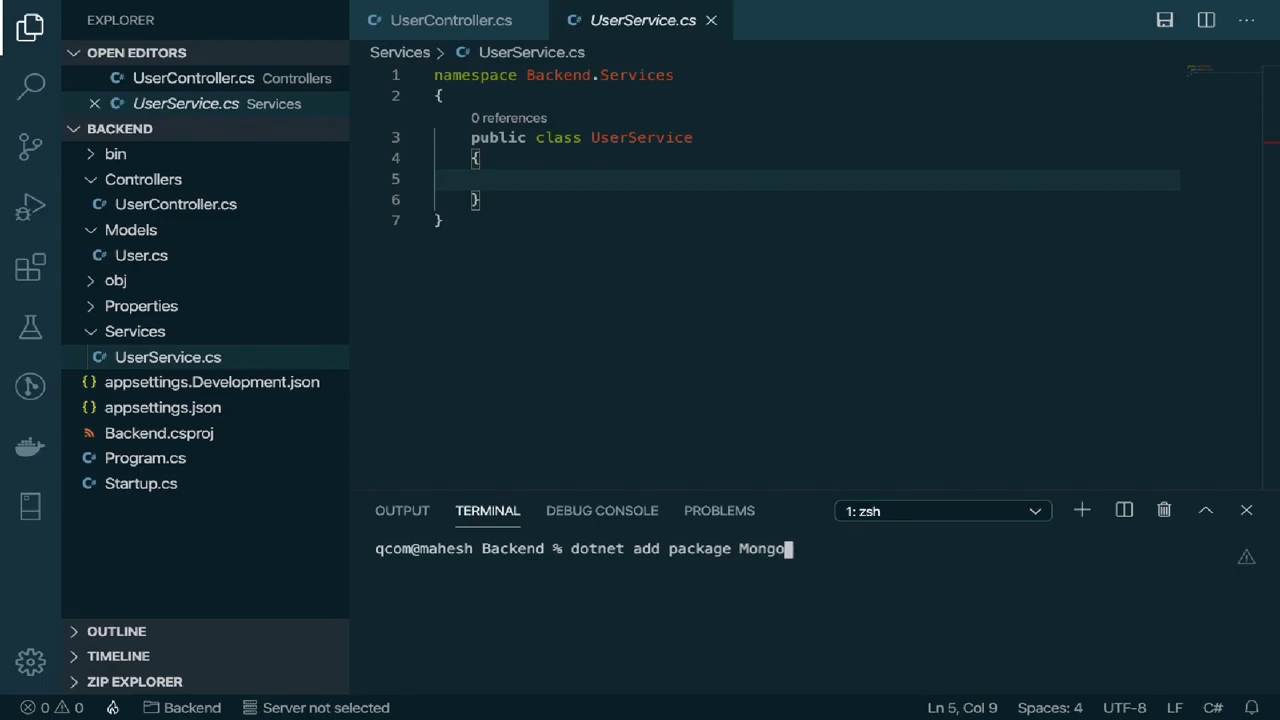 EXPLORER
OPEN EDITORS
UserController.cs Controllers
UserService.cs Services
BACKEND
bin
Controllers
UserController.cs
Models
User.cs
obj
Properties
Services
UserService.cs
appsettings.Development.json
appsettings.json
Backend.csproj
Program.cs
Startup.cs
OUTLINE
TIMELINE
ZIP EXPLORER
UserController.cs UserService.cs
Services > UserService.cs
1 namespace Backend.Services
2 {
0 references
3 public class UserService
4 {
5
6 }
7 }
OUTPUT TERMINAL DEBUG CONSOLE PROBLEMS 1: zsh
qcom@mahesh Backend % dotnet add package Mongo
0 0 Backend Server not selected Ln 5, Col 9 Spaces: 4 UTF-8 LF C#